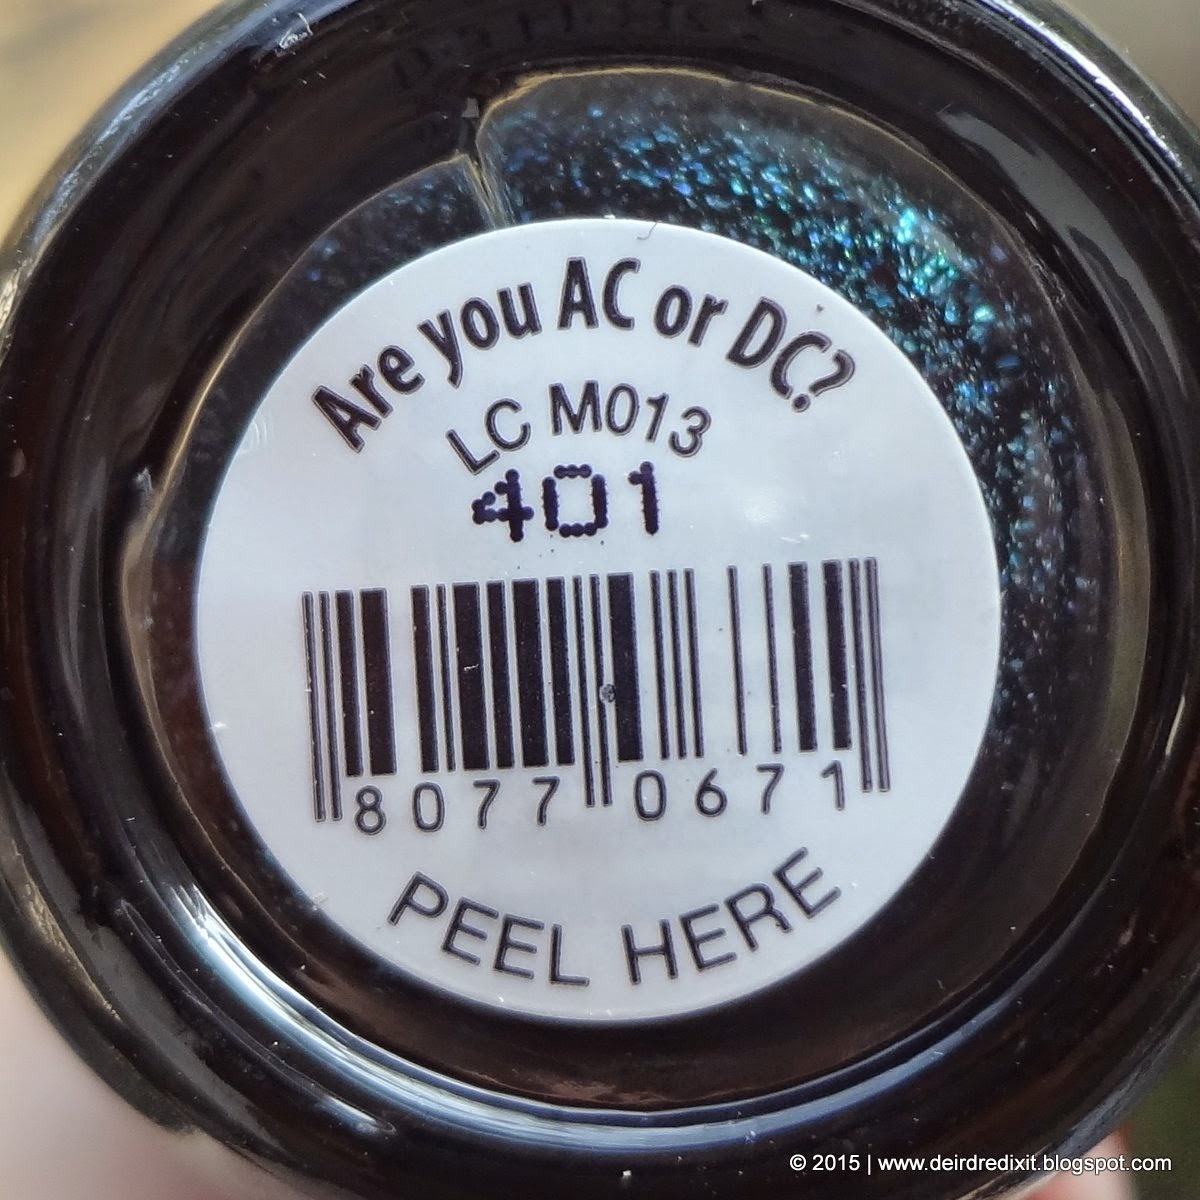 Are you AC or DC?
LC M013
401
8077 0671
PEEL HERE
© 2015 | www.deirdredixit.blogspot.com